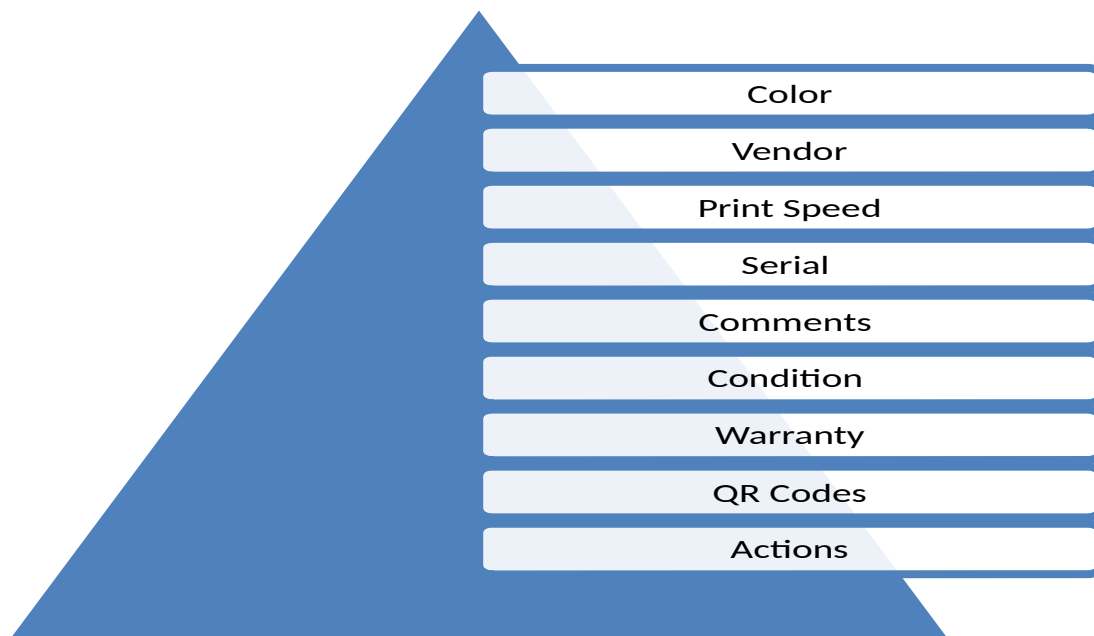 Color
Vendor
Print Speed
Serial
Comments
Condition
Warranty
QR Codes
Actions